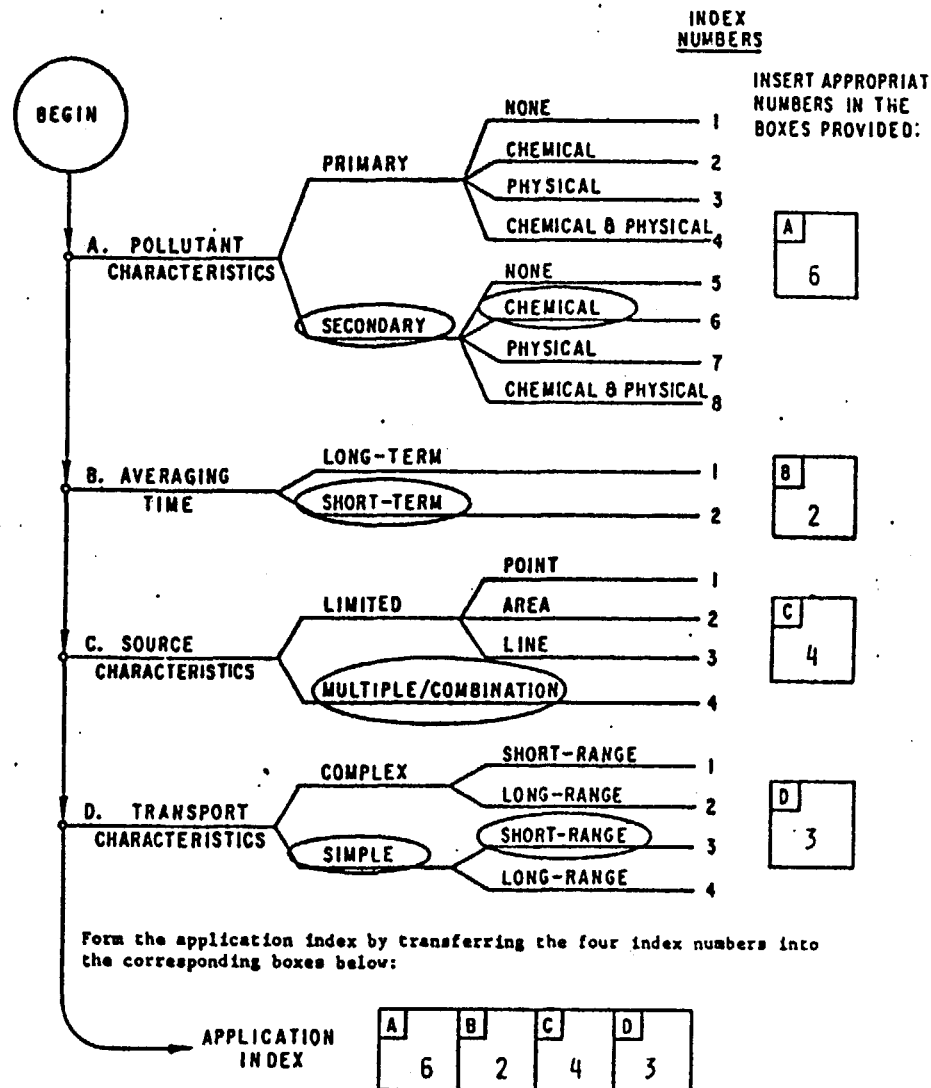 INDEX
NUMBERS
INSERT APPROPRIAT
NUMBERS IN THE
BOXES PROVIDED:
BEGIN
NONE 1
PRIMARY
CHEMICAL 2
PHYSICAL 3
CHEMICAL & PHYSICAL 4
A. POLLUTANT
CHARACTERISTICS
A
6
NONE 5
SECONDARY
CHEMICAL 6
PHYSICAL 7
CHEMICAL & PHYSICAL 8
B. AVERAGING
TIME
LONG-TERM 1
SHORT-TERM 2
B
2
C. SOURCE
CHARACTERISTICS
LIMITED
POINT 1
AREA 2
LINE 3
MULTIPLE/COMBINATION 4
C
4
D. TRANSPORT
CHARACTERISTICS
COMPLEX
SHORT-RANGE 1
LONG-RANGE 2
SIMPLE
SHORT-RANGE 3
LONG-RANGE 4
D
3
Form the application index by transferring the four index numbers into
the corresponding boxes below:
APPLICATION
INDEX
A B C D
6 2 4 3